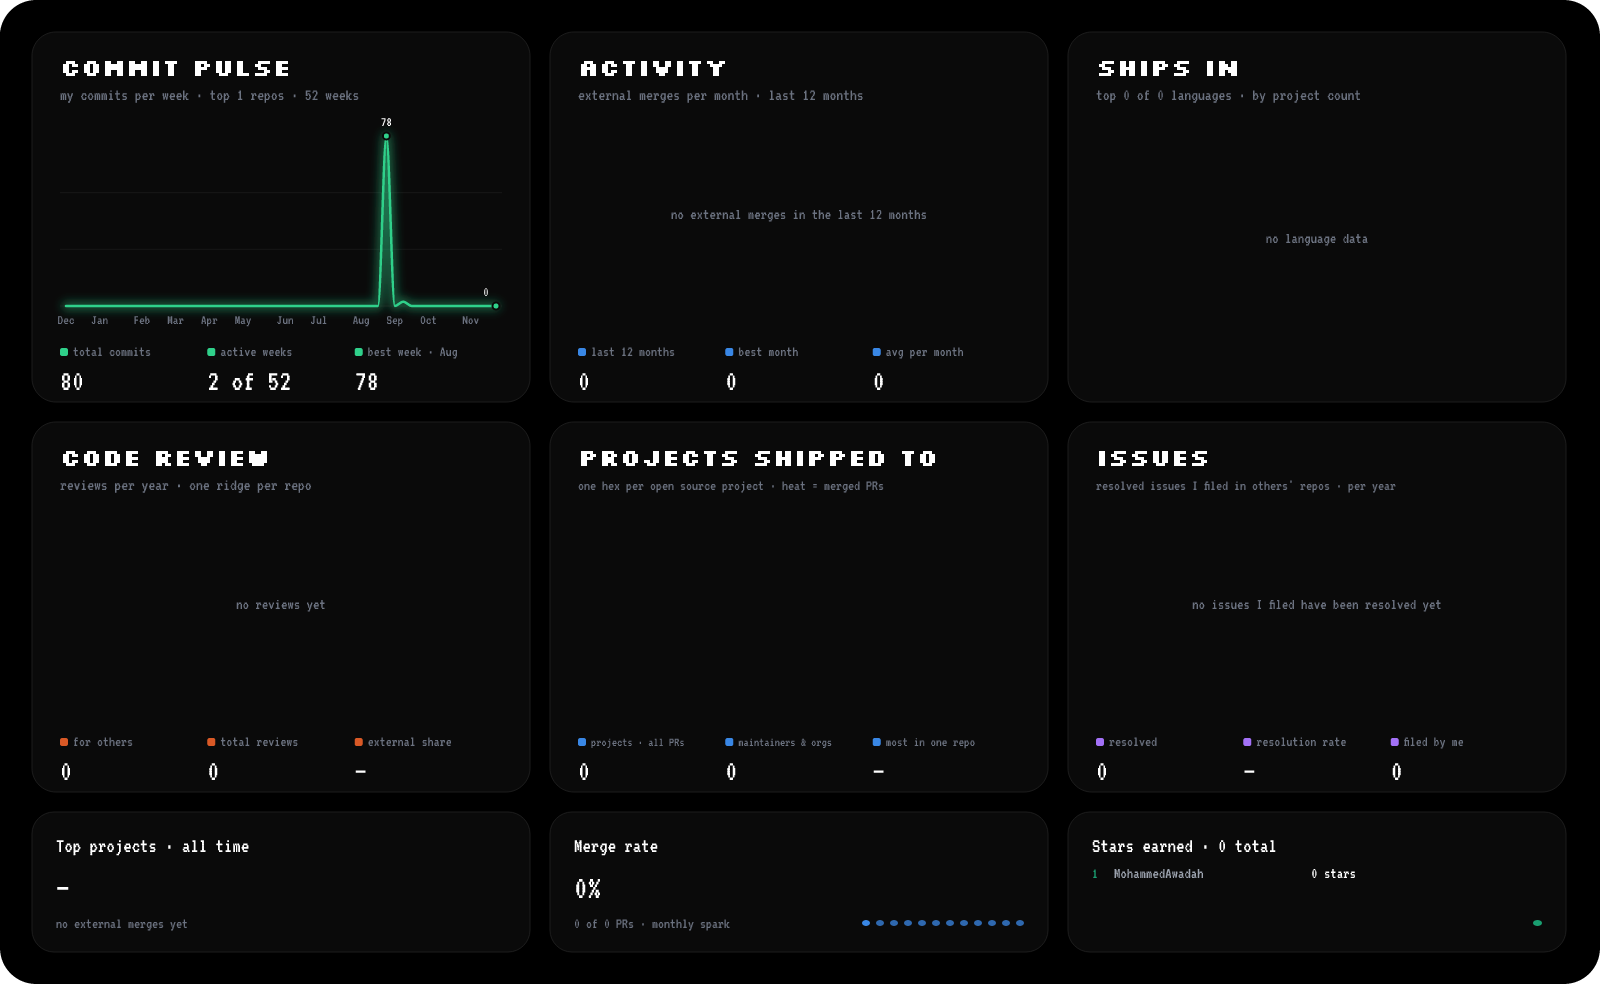 COMMIT PULSE
my commits per week · top 1 repos · 52 weeks
78
0
Dec Jan Feb Mar Apr May Jun Jul Aug Sep Oct Nov
total commits active weeks best week · Aug
80 2 of 52 78
ACTIVITY
external merges per month · last 12 months
no external merges in the last 12 months
last 12 months best month avg per month
0 0 0
SHIPS IN
top 0 of 0 languages · by project count
no language data
CODE REVIEW
reviews per year · one ridge per repo
no reviews yet
for others total reviews external share
0 0 –
PROJECTS SHIPPED TO
one hex per open source project · heat = merged PRs
projects · all PRs maintainers & orgs most in one repo
0 0 –
ISSUES
resolved issues I filed in others' repos · per year
no issues I filed have been resolved yet
resolved resolution rate filed by me
0 – 0
Top projects · all time
–
no external merges yet
Merge rate
0%
0 of 0 PRs · monthly spark
Stars earned · 0 total
1 MohammedAwadah 0 stars